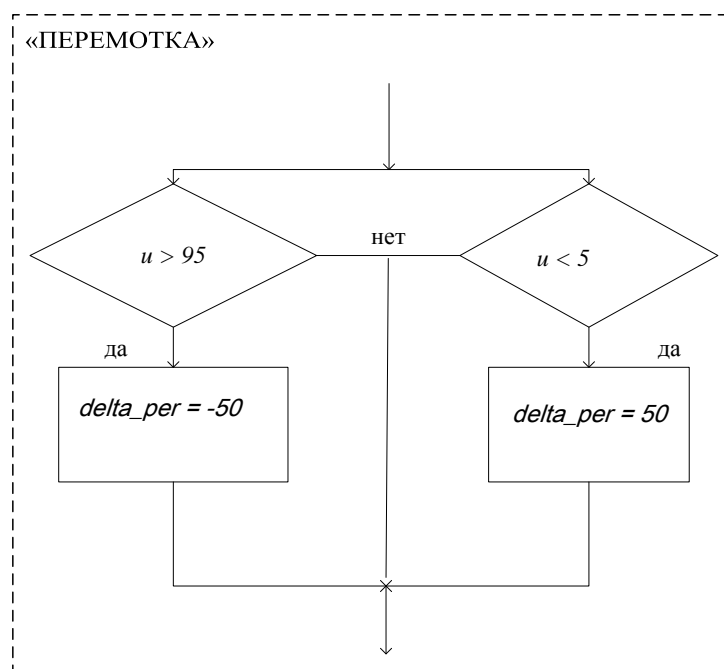 «ПЕРЕМОТКА»
u > 95
нет
u < 5
да
да
delta_per = -50
delta_per = 50